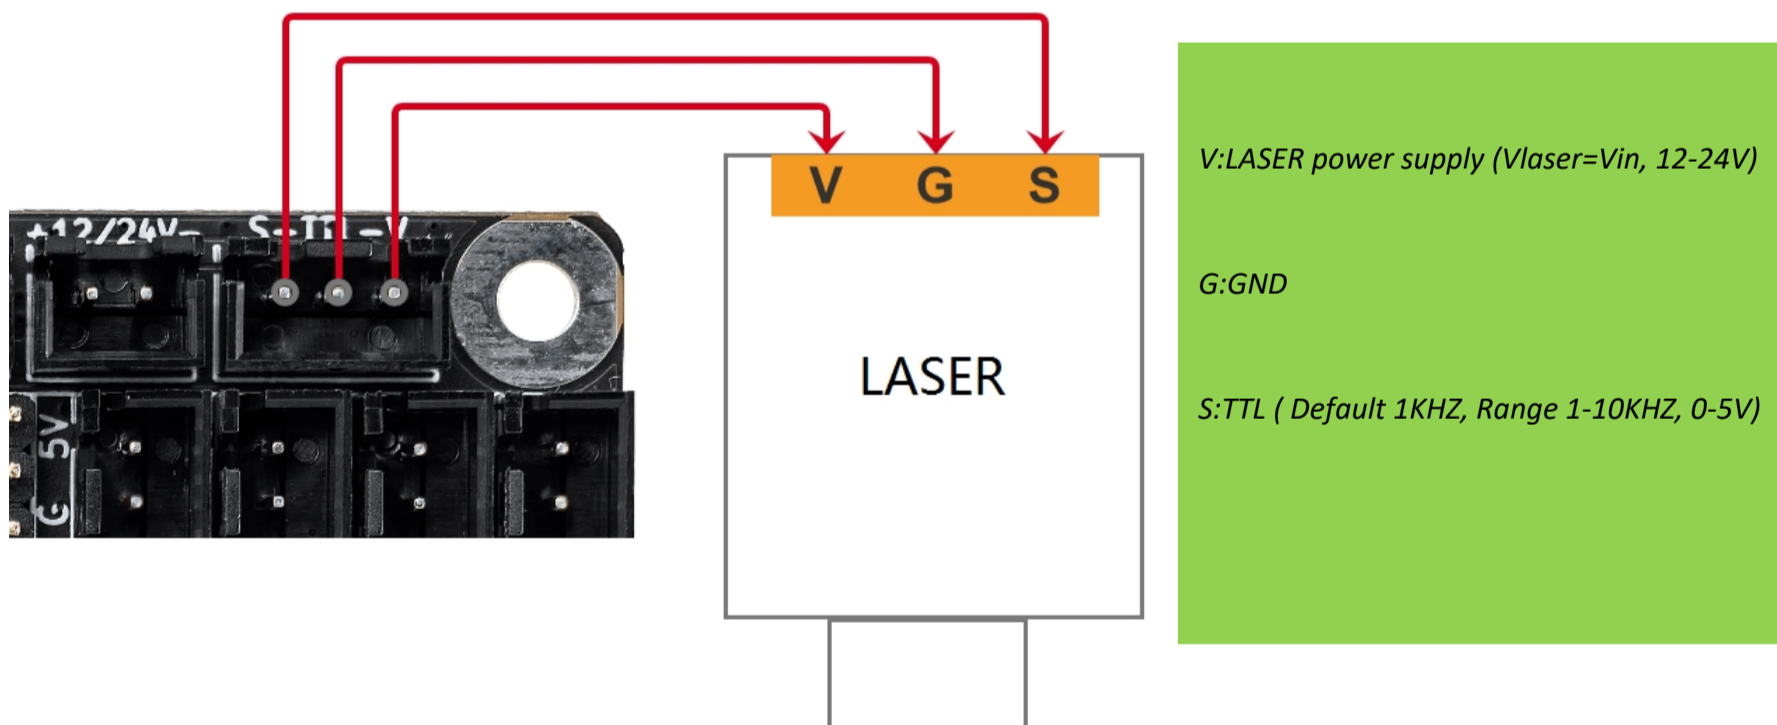 V G S
V:LASER power supply (Vlaser=Vin, 12-24V)
+12/24V- S-TTL-V
G:GND
LASER
S:TTL ( Default 1KHZ, Range 1-10KHZ, 0-5V)
5V
G